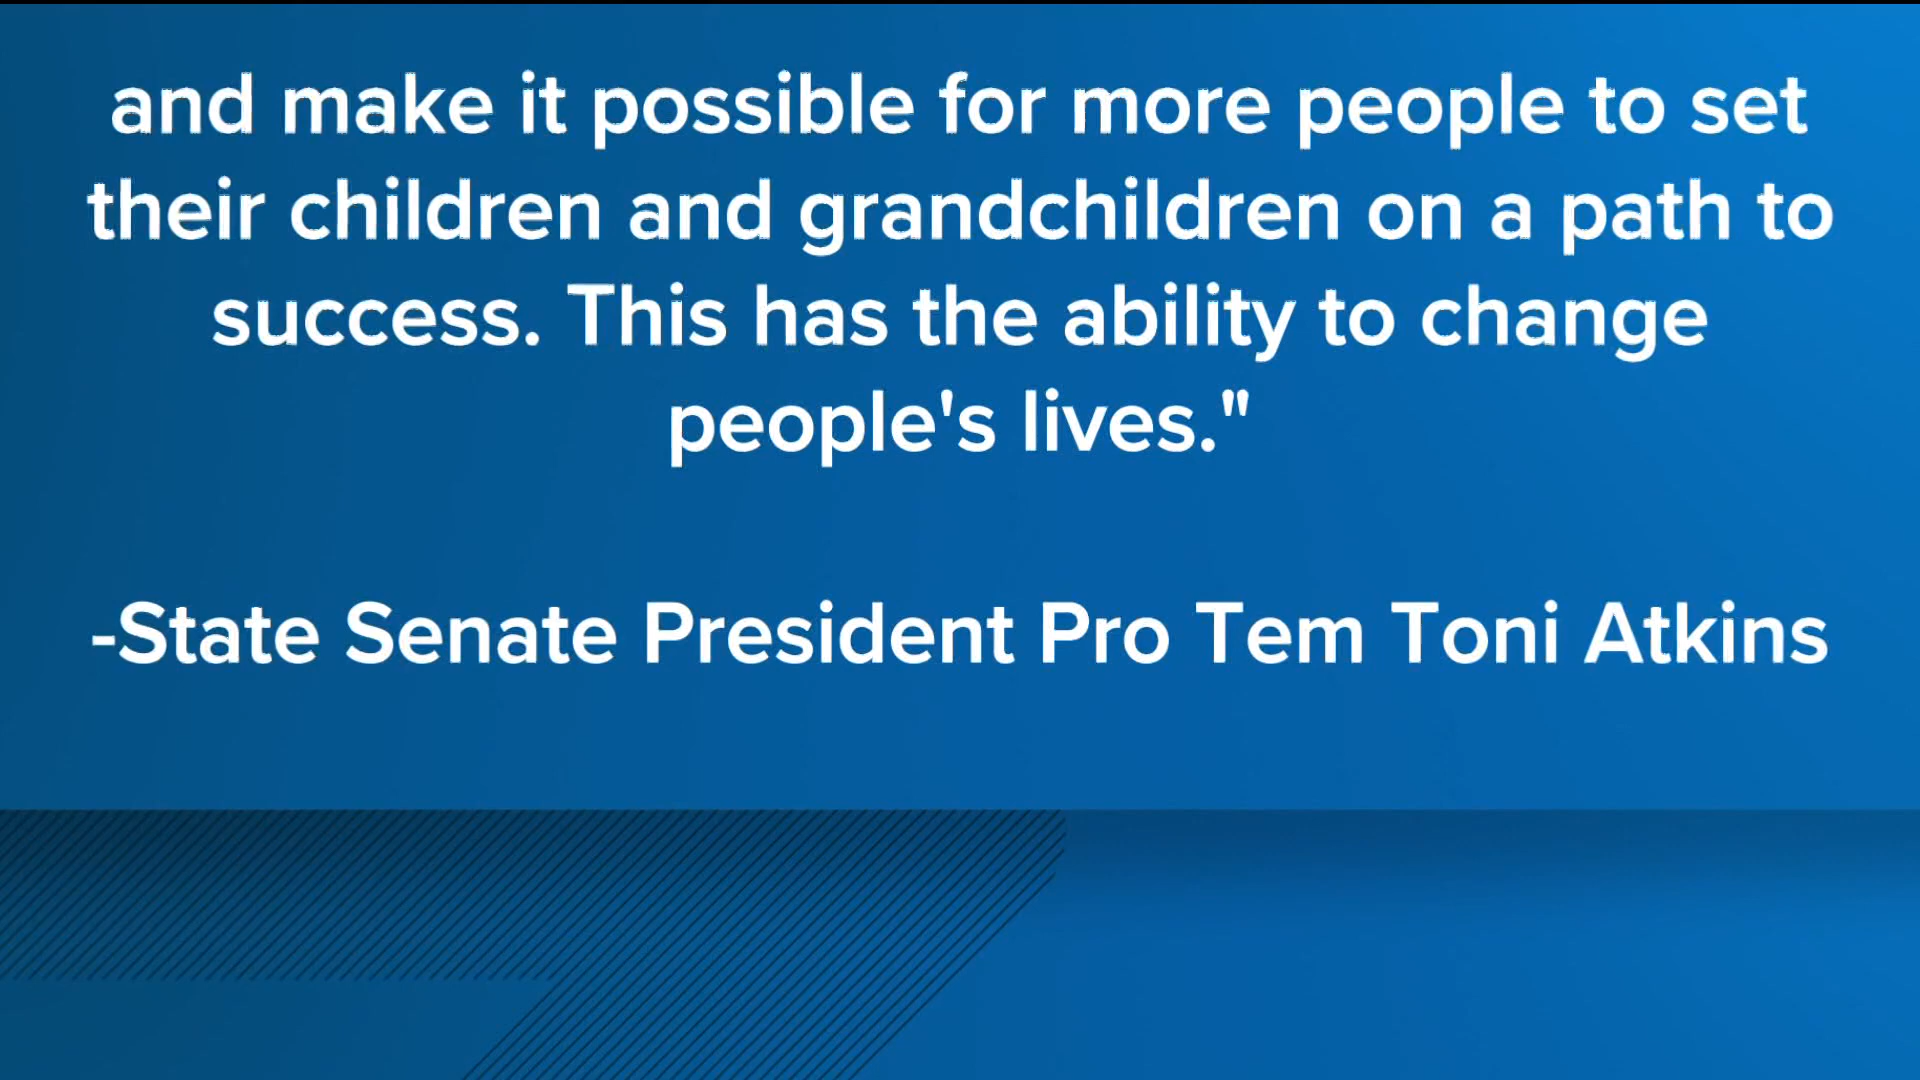 and make it possible for more people to set
their children and grandchildren on a path to
success. This has the ability to change
people's lives."
-State Senate President Pro Tem Toni Atkins